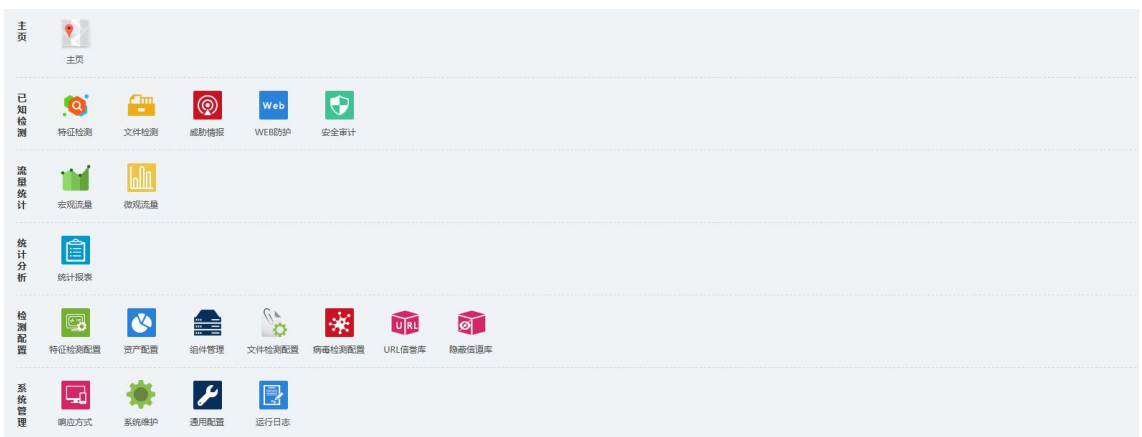 主页
主页
已知检测
特征检测
文件检测
威胁情报
Web
WEB防护
安全审计
流量统计
宏观流量
微观流量
统计分析
统计报表
检测配置
特征检测配置
资产配置
组件管理
文件检测配置
病毒检测配置
URL
URL信誉库
隐蔽信道库
系统管理
响应方式
系统维护
通用配置
运行日志